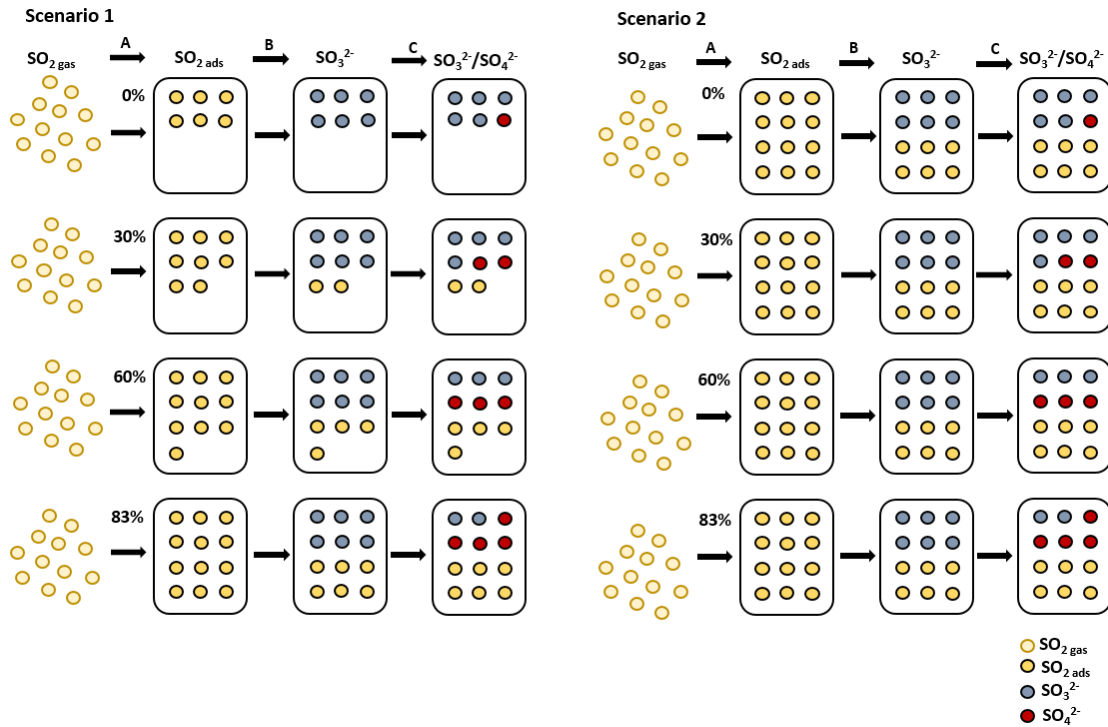 Scenario 1
SO2 gas
A
SO2 ads
B
SO3^2-
C
SO3^2-/SO4^2-
0%
30%
60%
83%
Scenario 2
SO2 gas
A
SO2 ads
B
SO3^2-
C
SO3^2-/SO4^2-
0%
30%
60%
83%
SO2 gas
SO2 ads
SO3^2-
SO4^2-